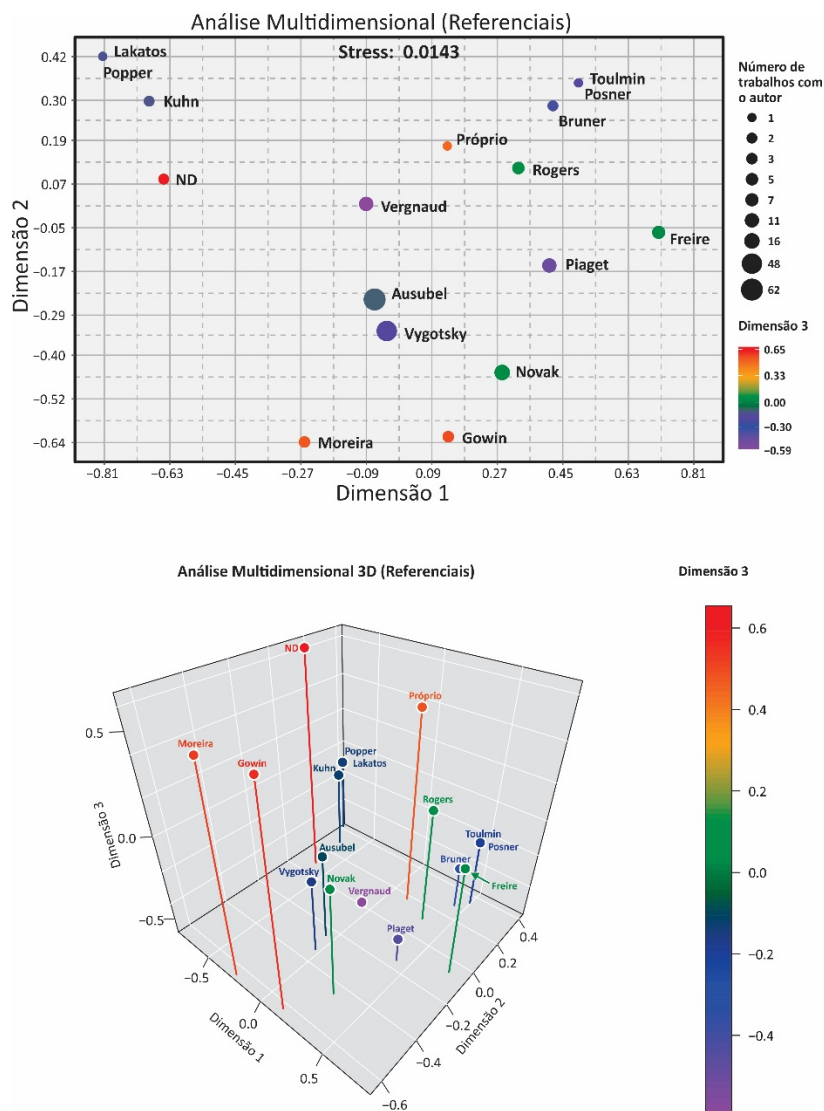 Análise Multidimensional (Referenciais)
Stress: 0.0143
Dimensão 2
0.42
0.30
0.19
0.07
−0.05
−0.17
−0.29
−0.40
−0.52
−0.64
Lakatos
Popper
Kuhn
ND
Toulmin
Posner
Bruner
Próprio
Rogers
Vergnaud
Freire
Piaget
Ausubel
Vygotsky
Novak
Moreira
Gowin
−0.81 −0.63 −0.45 −0.27 −0.09 0.09 0.27 0.45 0.63 0.81
Dimensão 1
Número de
trabalhos com
o autor
1
2
3
5
7
11
16
48
62
Dimensão 3
0.65
0.33
0.00
−0.30
−0.59
Análise Multidimensional 3D (Referenciais)
Dimensão 3
0.5
0.0
−0.5
ND
Próprio
Moreira
Gowin
Popper
Lakatos
Kuhn
Rogers
Toulmin
Posner
Ausubel
Bruner
Vygotsky
Novak
Vergnaud
Freire
Piaget
−0.5
0.0
0.5
Dimensão 1
−0.6
−0.4
−0.2
0.0
0.2
0.4
Dimensão 2
Dimensão 3
0.6
0.4
0.2
0.0
−0.2
−0.4